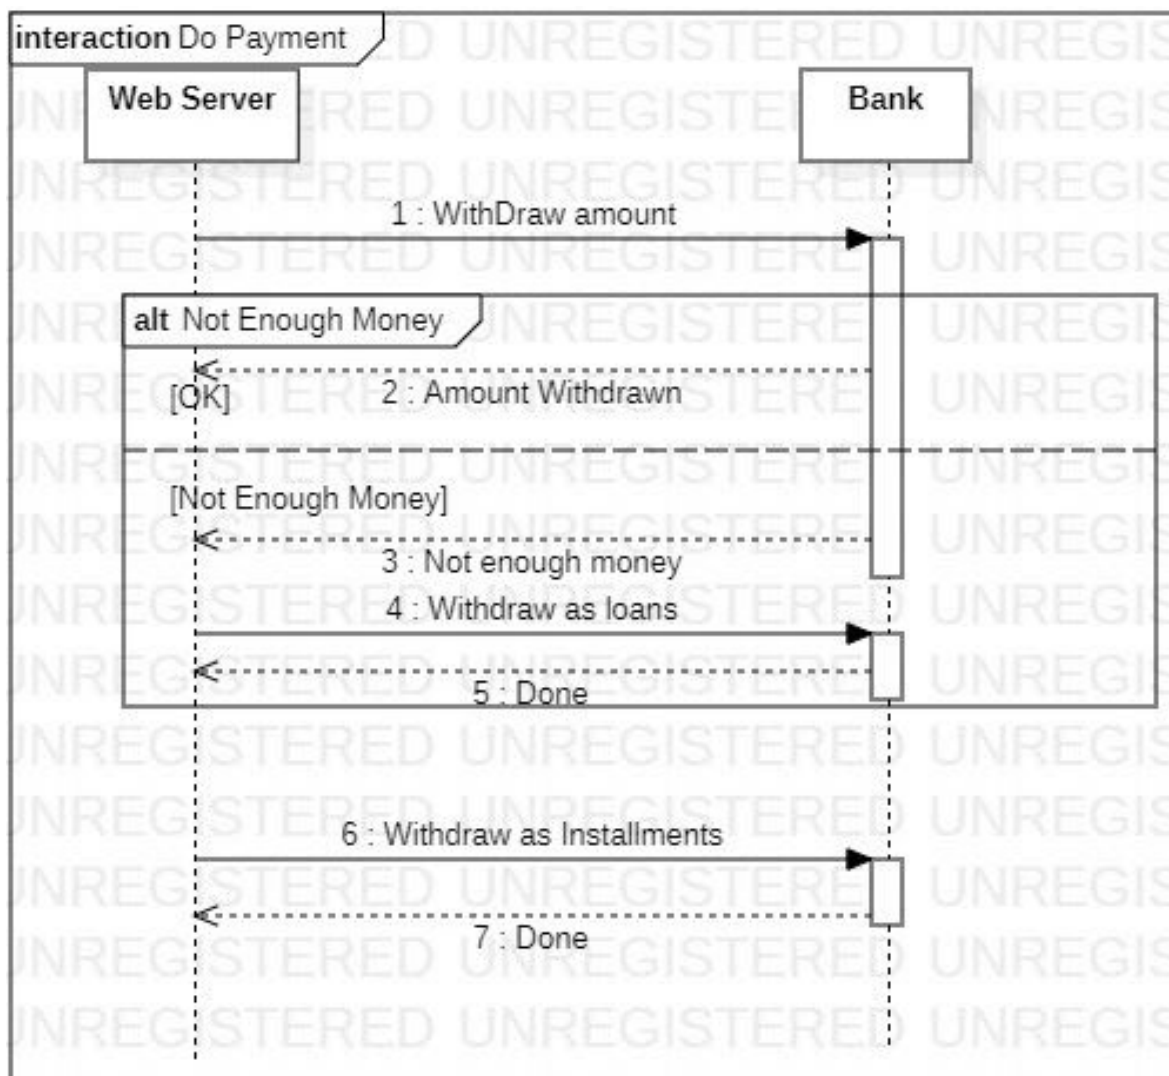 interaction Do Payment
Web Server
Bank
1 : WithDraw amount
alt Not Enough Money
[OK]
2 : Amount Withdrawn
[Not Enough Money]
3 : Not enough money
4 : Withdraw as loans
5 : Done
6 : Withdraw as Installments
7 : Done
UNREGISTERED